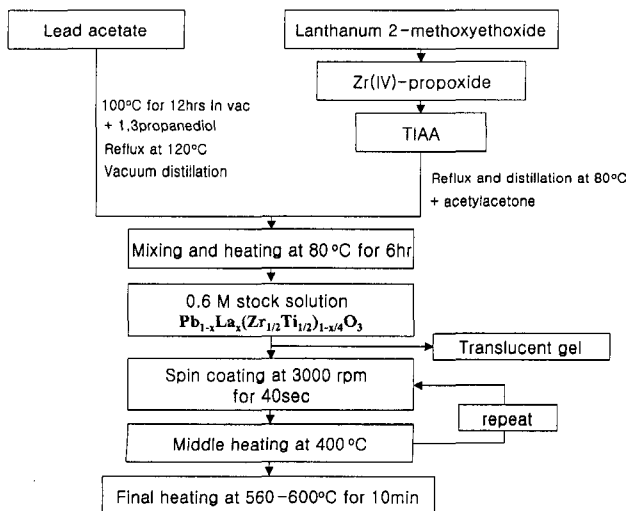 Lead acetate
Lanthanum 2-methoxyethoxide
Zr(IV)-propoxide
TIAA
100°C for 12hrs in vac
+ 1,3propanediol
Reflux at 120°C
Vacuum distillation
Reflux and distillation at 80°C
+ acetylacetone
Mixing and heating at 80°C for 6hr
0.6 M stock solution
Pb₁₋ₓLaₓ(Zr₁/₂Ti₁/₂)₁₋ₓ/₄O₃
Translucent gel
Spin coating at 3000 rpm
for 40sec
repeat
Middle heating at 400°C
Final heating at 560-600°C for 10min